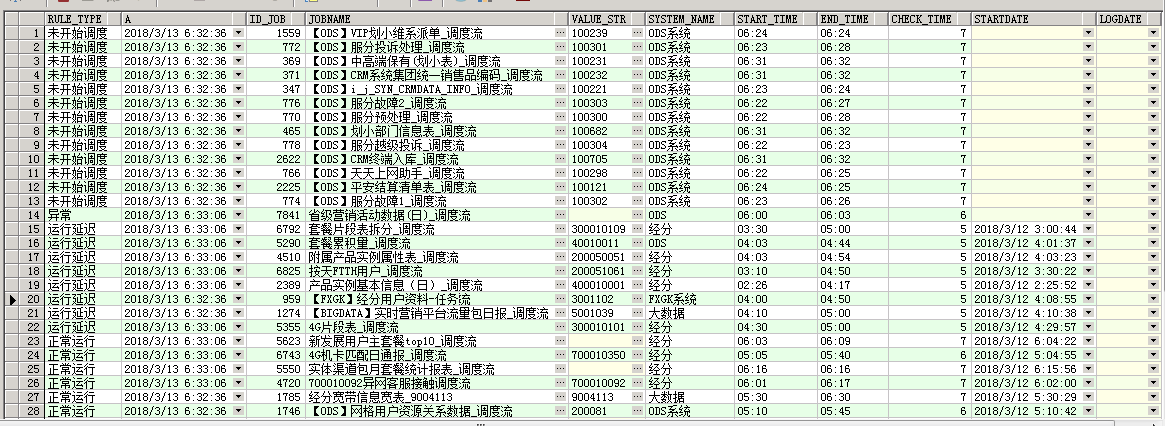 RULE_TYPE A ID_JOB JOBNAME VALUE_STR SYSTEM_NAME START_TIME END_TIME CHECK_TIME STARTDATE LOGDATE
1 未开始调度 2018/3/13 6:32:36 1559 【ODS】VIP划小维系派单_调度流 100239 ODS系统 06:24 06:24 7
2 未开始调度 2018/3/13 6:32:36 772 【ODS】服分投诉处理_调度流 100301 ODS系统 06:23 06:28 7
3 未开始调度 2018/3/13 6:32:36 369 【ODS】中高端保有(划小表)_调度流 100231 ODS系统 06:31 06:32 7
4 未开始调度 2018/3/13 6:32:36 371 【ODS】CRM系统集团统一销售品编码_调度流 100232 ODS系统 06:31 06:32 7
5 未开始调度 2018/3/13 6:32:36 347 【ODS】i_j_SYN_CRMDATA_INFO_调度流 100221 ODS系统 06:23 06:24 7
6 未开始调度 2018/3/13 6:32:36 776 【ODS】服分故障2_调度流 100303 ODS系统 06:22 06:27 7
7 未开始调度 2018/3/13 6:32:36 770 【ODS】服分预处理_调度流 100300 ODS系统 06:22 06:28 7
8 未开始调度 2018/3/13 6:32:36 465 【ODS】划小部门信息表_调度流 100682 ODS系统 06:31 06:32 7
9 未开始调度 2018/3/13 6:32:36 778 【ODS】服分越级投诉_调度流 100304 ODS系统 06:22 06:23 7
10 未开始调度 2018/3/13 6:32:36 2622 【ODS】CRM终端入库_调度流 100705 ODS系统 06:31 06:32 7
11 未开始调度 2018/3/13 6:32:36 766 【ODS】天天上网助手_调度流 100298 ODS系统 06:22 06:25 7
12 未开始调度 2018/3/13 6:32:36 2225 【ODS】平安结算清单表_调度流 100121 ODS系统 06:24 06:25 7
13 未开始调度 2018/3/13 6:32:36 774 【ODS】服分故障1_调度流 100302 ODS系统 06:23 06:26 7
14 异常 2018/3/13 6:33:06 7841 省级营销活动数据(日)_调度流 ODS 06:00 06:03 6
15 运行延迟 2018/3/13 6:33:06 6792 套餐片段表拆分_调度流 300010109 经分 03:30 05:00 5 2018/3/12 3:00:44
16 运行延迟 2018/3/13 6:33:06 5290 套餐累积量_调度流 40010011 ODS 04:03 04:44 5 2018/3/12 4:01:37
17 运行延迟 2018/3/13 6:33:06 4510 附属产品实例属性表_调度流 200050051 经分 04:03 04:54 5 2018/3/12 4:03:23
18 运行延迟 2018/3/13 6:33:06 6825 按天FTTH用户_调度流 200051061 经分 03:10 04:50 5 2018/3/12 3:30:22
19 运行延迟 2018/3/13 6:33:06 2389 产品实例基本信息（日）_调度流 400010001 经分 02:26 04:17 5 2018/3/12 2:25:52
20 运行延迟 2018/3/13 6:32:36 959 【FXGK】经分用户资料-任务流 3001102 FXGK系统 04:00 04:50 5 2018/3/12 4:08:55
21 运行延迟 2018/3/13 6:32:36 1274 【BIGDATA】实时营销平台流量包日报_调度流 5001039 大数据 04:10 05:00 5 2018/3/12 4:10:38
22 运行延迟 2018/3/13 6:33:06 5355 4G片段表_调度流 300010101 经分 04:30 05:00 5 2018/3/12 4:29:57
23 正常运行 2018/3/13 6:33:06 5623 新发展用户主套餐top10_调度流 经分 06:03 06:09 7 2018/3/12 6:04:22
24 正常运行 2018/3/13 6:33:06 6743 4G机卡匹配日通报_调度流 700010350 经分 05:05 05:40 6 2018/3/12 5:04:55
25 正常运行 2018/3/13 6:33:06 5550 实体渠道包月套餐统计报表_调度流 经分 06:16 06:16 7 2018/3/12 6:15:56
26 正常运行 2018/3/13 6:33:06 4720 700010092异网客服接触调度流 700010092 经分 06:01 06:17 7 2018/3/12 6:02:00
27 正常运行 2018/3/13 6:32:36 1785 经分宽带信息宽表_9004113 9004113 大数据 05:30 06:30 7 2018/3/12 5:30:29
28 正常运行 2018/3/13 6:32:36 1746 【ODS】网格用户资源关系数据_调度流 200081 ODS系统 05:10 05:45 6 2018/3/12 5:10:42